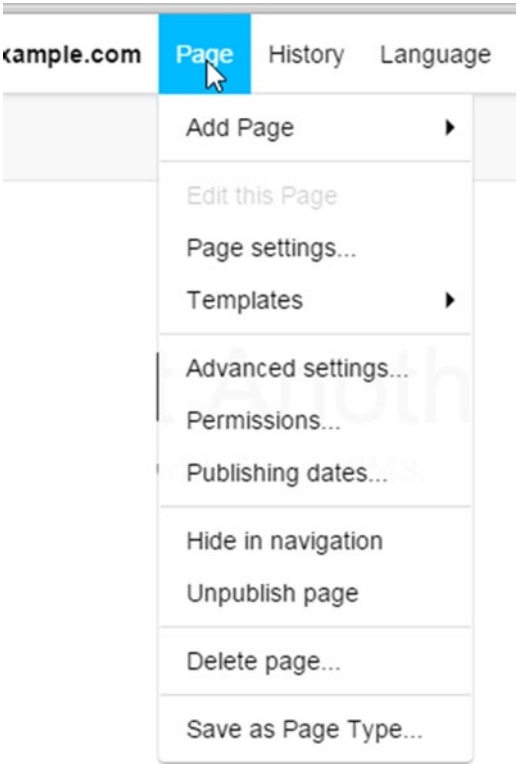 xample.com Page History Language
Add Page
Edit this Page
Page settings...
Templates
Advanced settings...
Permissions...
Publishing dates...
Hide in navigation
Unpublish page
Delete page...
Save as Page Type...